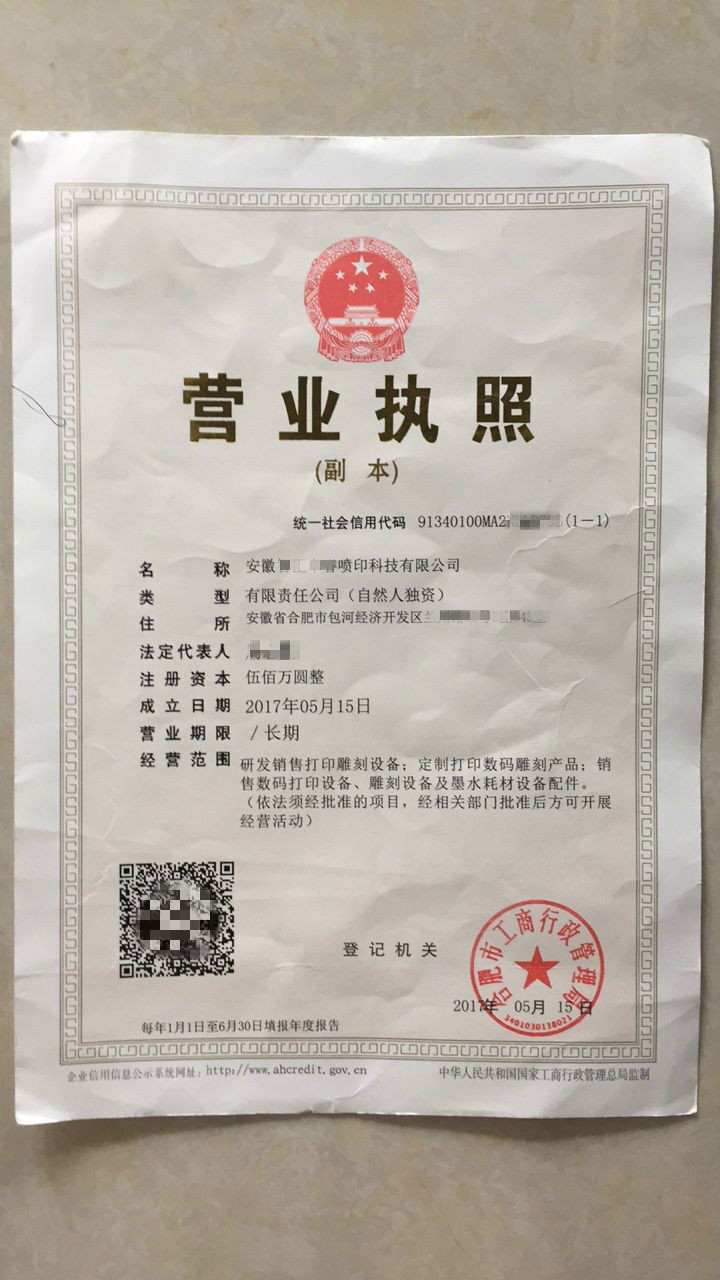 营业执照
(副 本)
统一社会信用代码 91340100MA2 (1-1)
名 称 安徽 喷印科技有限公司
类 型 有限责任公司（自然人独资）
住 所 安徽省合肥市包河经济开发区
法定代表人
注册资本 伍佰万圆整
成立日期 2017年05月15日
营业期限 / 长期
经营范围 研发销售打印雕刻设备；定制打印数码雕刻产品；销
售数码打印设备、雕刻设备及墨水耗材设备配件。
（依法须经批准的项目，经相关部门批准后方可开展
经营活动）
合肥市工商行政管理局
登记机关
2017年 05月 15日
3401030138021
每年1月1日至6月30日填报年度报告
企业信用信息公示系统网址：http://www.ahcredit.gov.cn
中华人民共和国国家工商行政管理总局监制